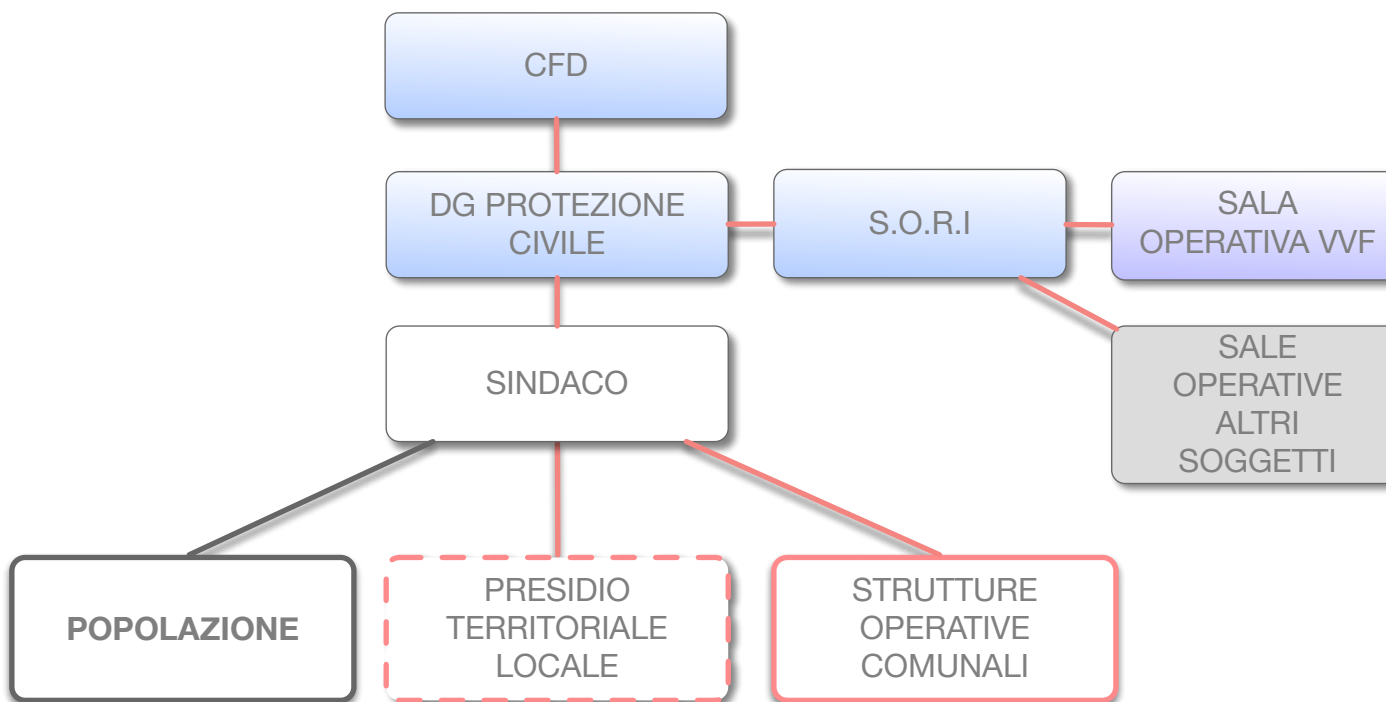 CFD
DG PROTEZIONE
CIVILE
S.O.R.I
SALA
OPERATIVA VVF
SINDACO
SALE
OPERATIVE
ALTRI
SOGGETTI
POPOLAZIONE
PRESIDIO
TERRITORIALE
LOCALE
STRUTTURE
OPERATIVE
COMUNALI